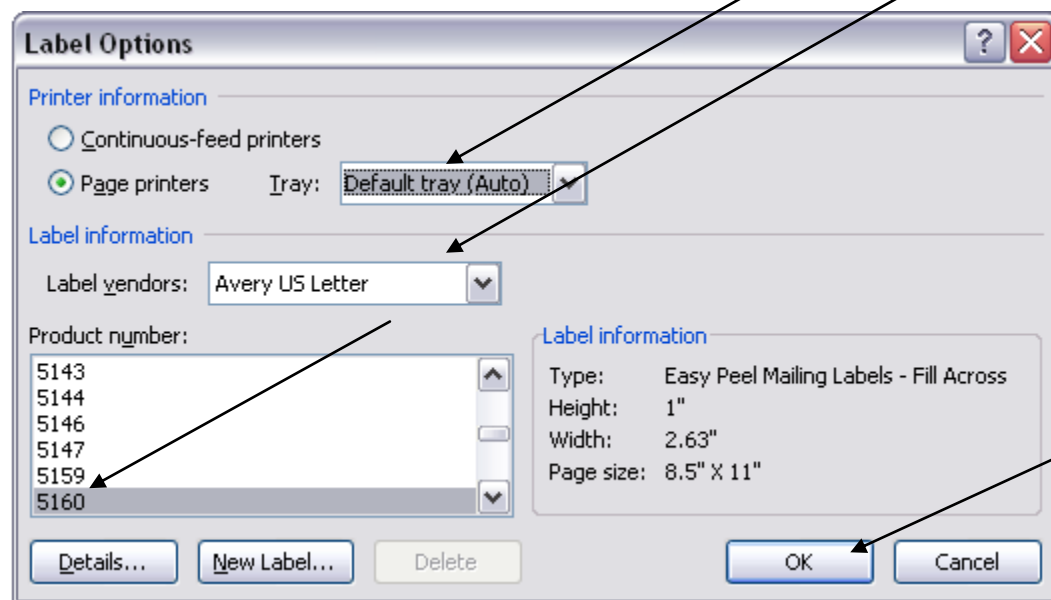 Label Options
Printer information
Continuous-feed printers
Page printers Tray: Default tray (Auto)
Label information
Label vendors: Avery US Letter
Product number:
5143
5144
5146
5147
5159
5160
Label information
Type: Easy Peel Mailing Labels - Fill Across
Height: 1"
Width: 2.63"
Page size: 8.5" X 11"
Details... New Label... Delete OK Cancel